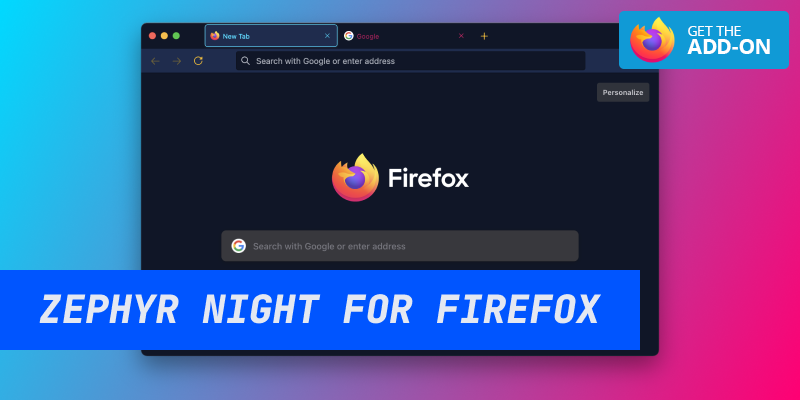 New Tab
Google
GET THE
ADD-ON
Search with Google or enter address
Personalize
Firefox
Search with Google or enter address
ZEPHYR NIGHT FOR FIREFOX